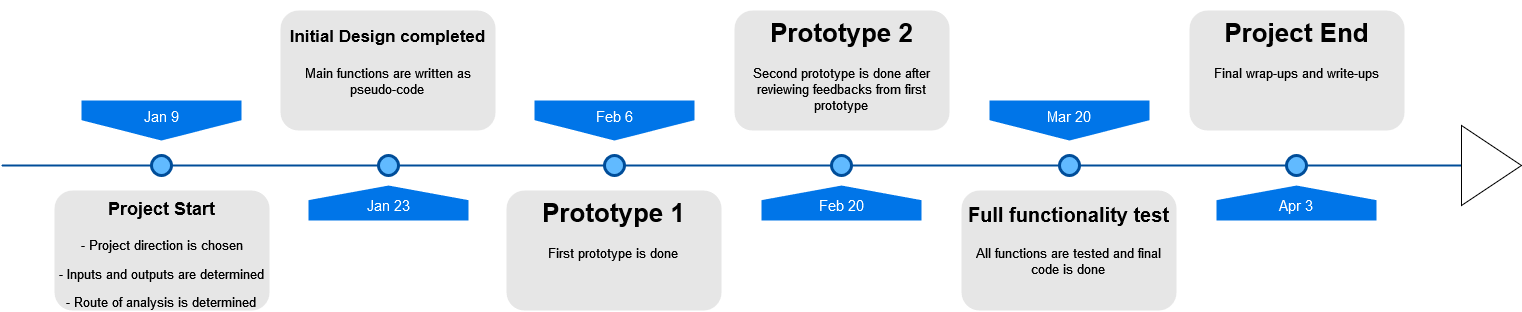 Jan 9
Project Start
- Project direction is chosen
- Inputs and outputs are determined
- Route of analysis is determined
Initial Design completed
Main functions are written as
pseudo-code
Jan 23
Feb 6
Prototype 1
First prototype is done
Prototype 2
Second prototype is done after
reviewing feedbacks from first
prototype
Feb 20
Mar 20
Full functionality test
All functions are tested and final
code is done
Project End
Final wrap-ups and write-ups
Apr 3